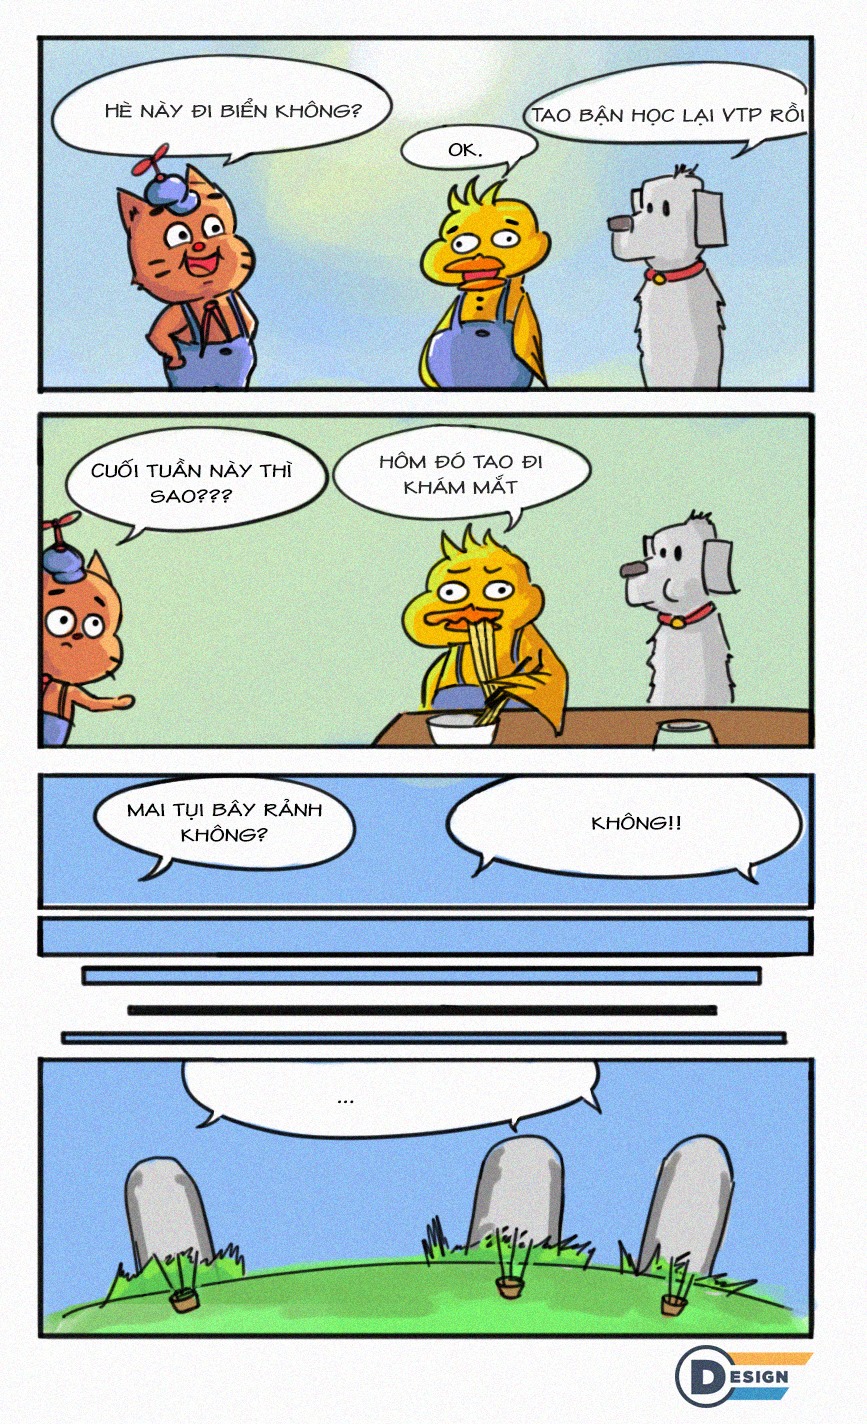 HÈ NÀY ĐI BIỂN KHÔNG?
OK.
TAO BẬN HỌC LẠI VTP RỒI
CUỐI TUẦN NÀY THÌ
SAO???
HÔM ĐÓ TAO ĐI
KHÁM MẮT
MAI TỤI BÂY RẢNH
KHÔNG?
KHÔNG!!
...
DESIGN